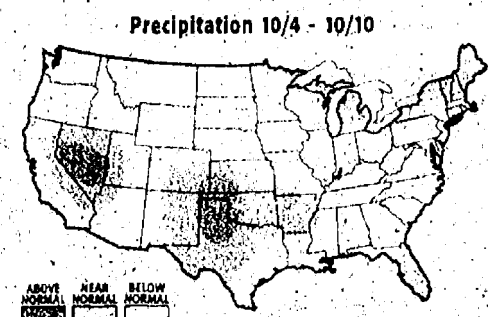 Precipitation 10/4 - 10/10
ABOVE NEAR BELOW
NORMAL NORMAL NORMAL